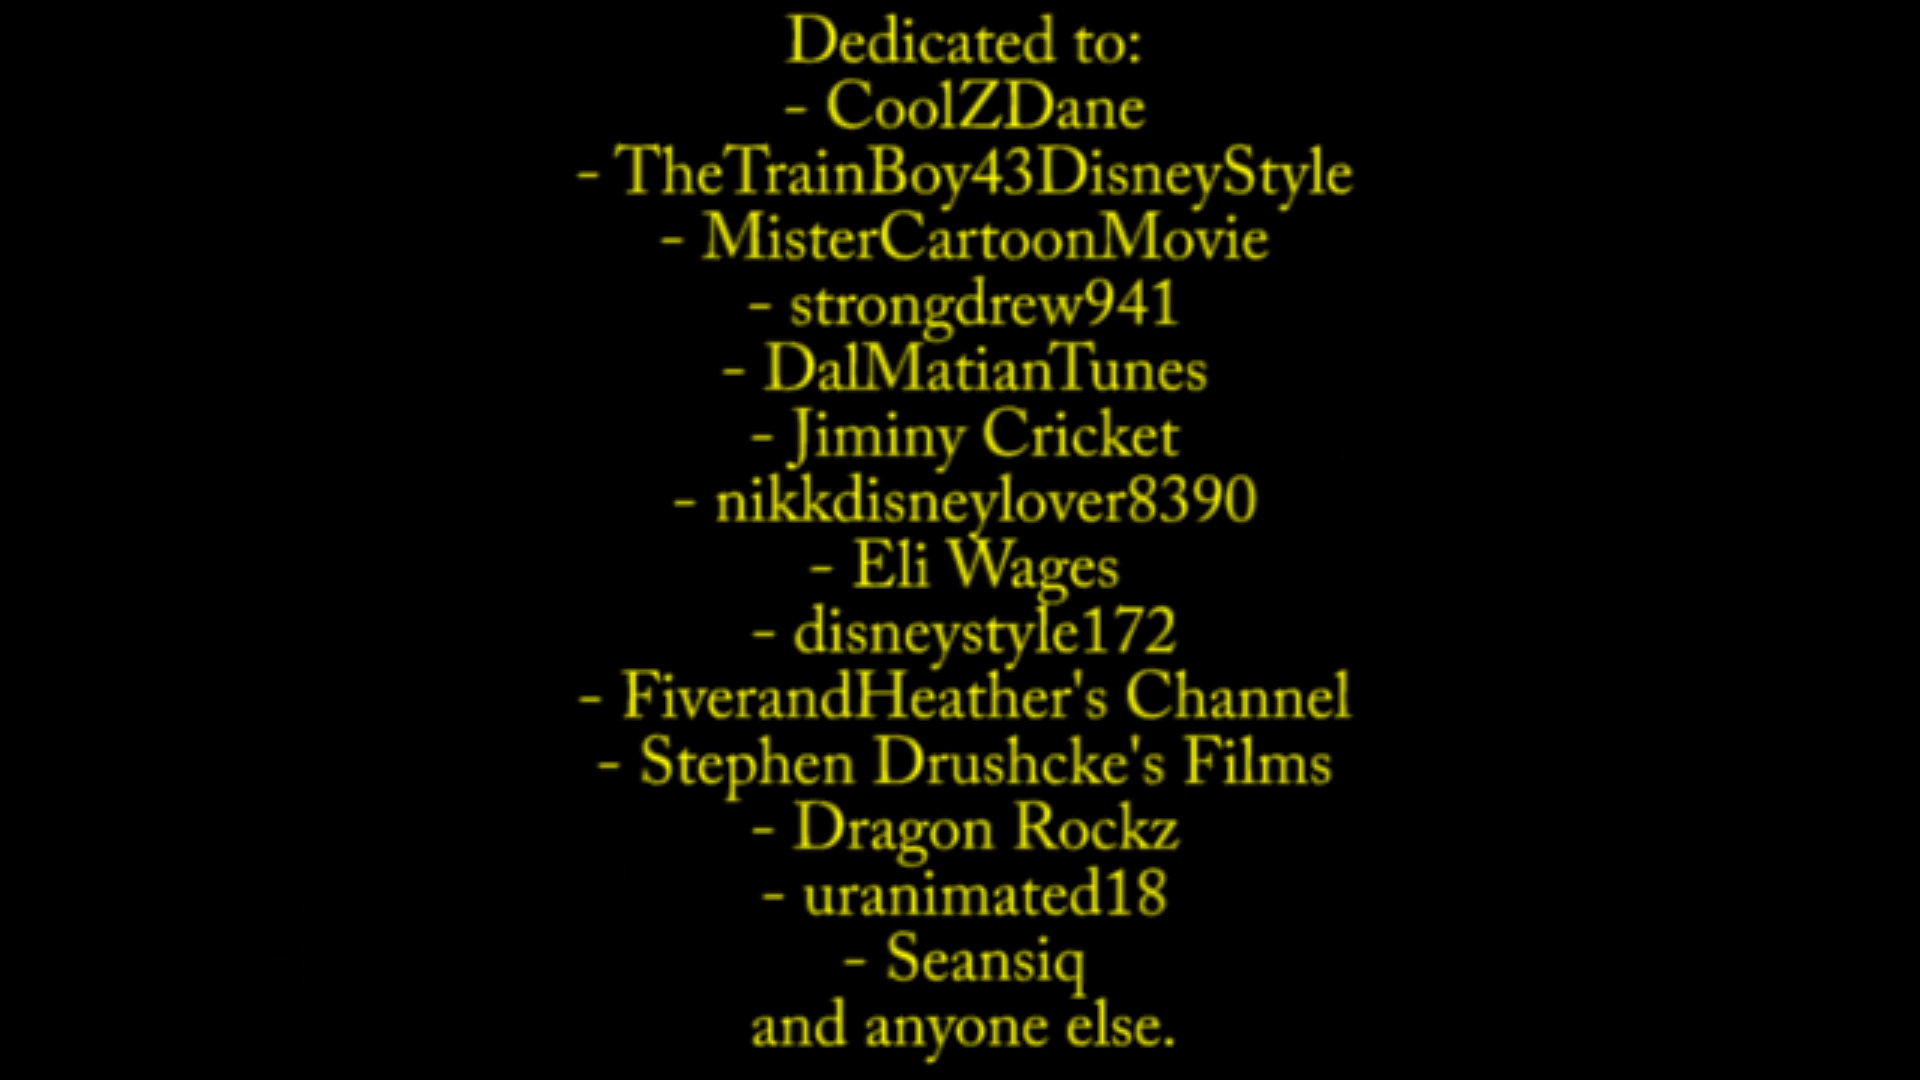 Dedicated to:
- CoolZDane
- TheTrainBoy43DisneyStyle
- MisterCartoonMovie
- strongdrew941
- DalMatianTunes
- Jiminy Cricket
- nikkdisneylover8390
- Eli Wages
- disneystyle172
- FiverandHeather's Channel
- Stephen Drushcke's Films
- Dragon Rockz
- uranimated18
- Seansiq
and anyone else.